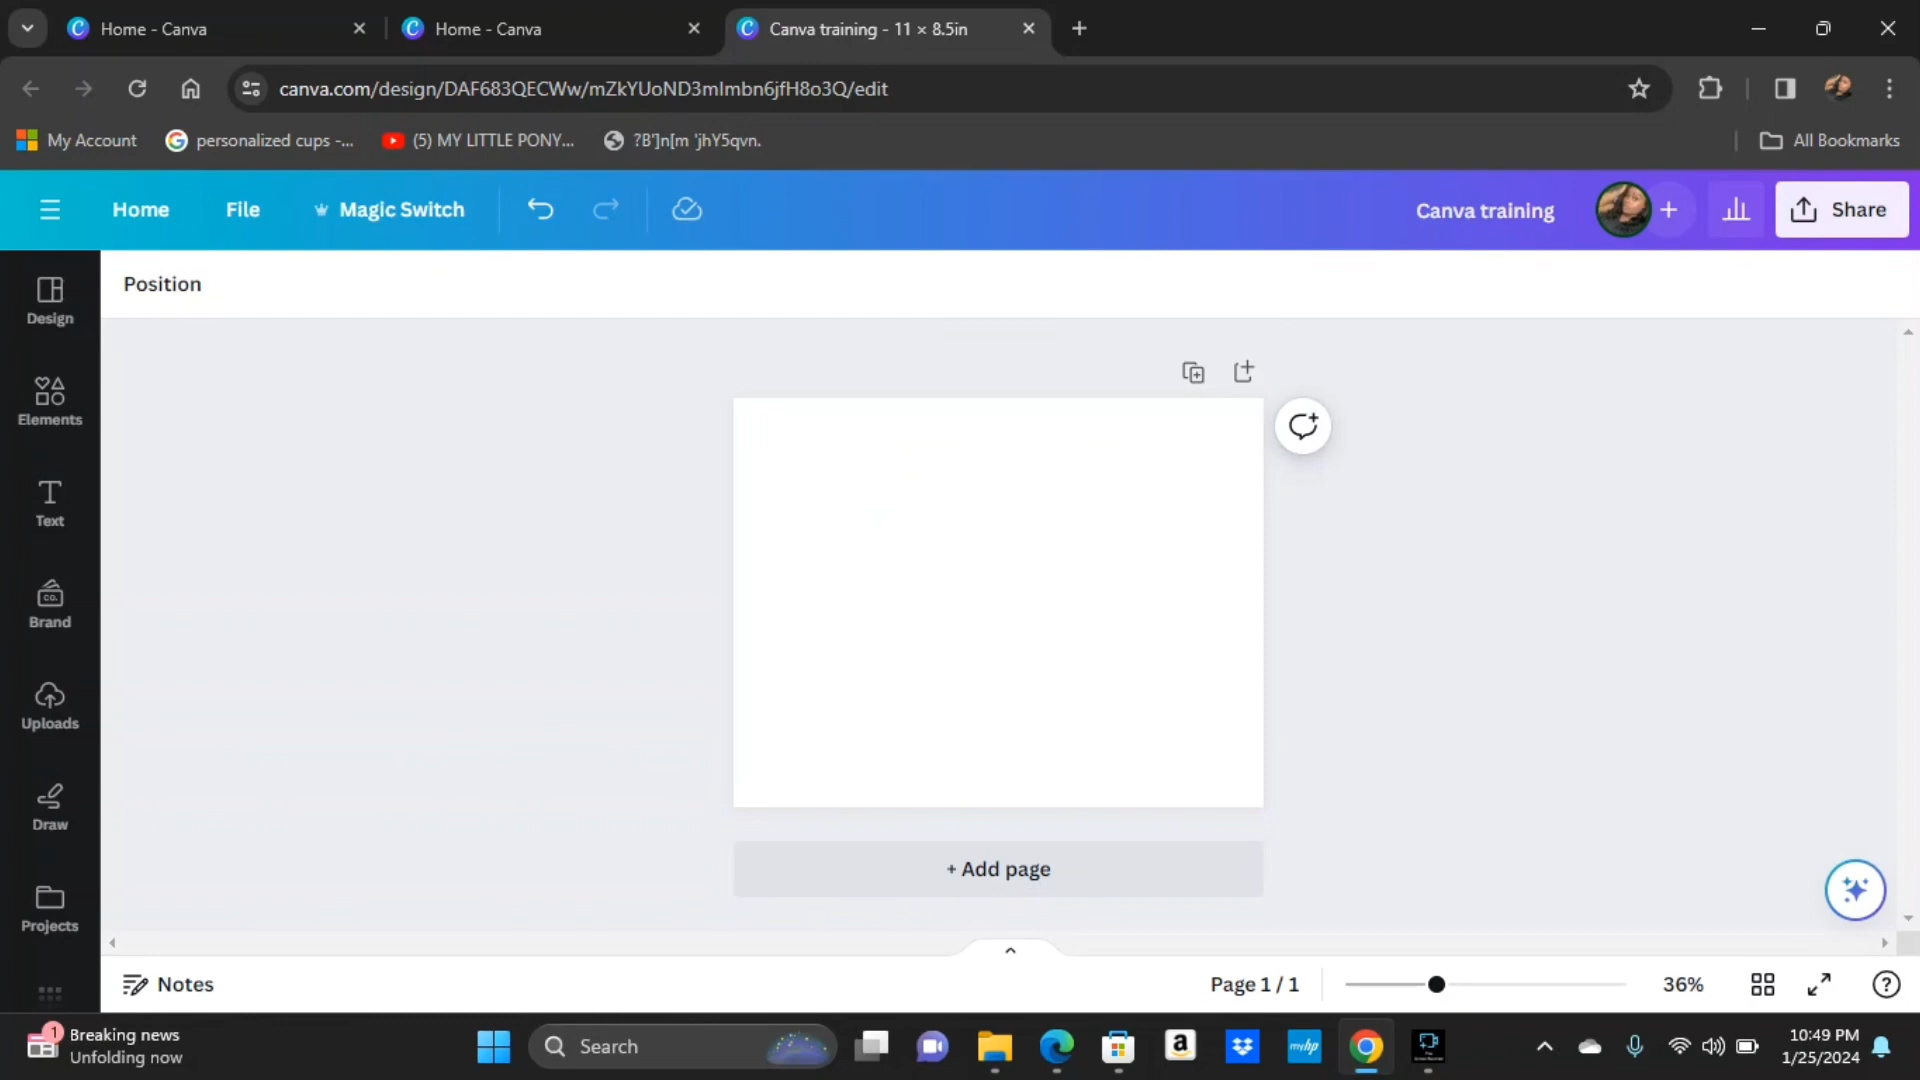 Home - Canva
Home - Canva
Canva training - 11 × 8.5in
canva.com/design/DAF683QECWw/mZkYUoND3mlmbn6jfH8o3Q/edit
My Account
personalized cups -...
(5) MY LITTLE PONY...
?B']n[m 'jhY5qvn.
All Bookmarks
Home
File
Magic Switch
Canva training
Share
Position
Design
Elements
Text
CO.
Brand
Uploads
Draw
Projects
+ Add page
Notes
Page 1 / 1
36%
1
Breaking news
Unfolding now
Search
myhp
10:49 PM
1/25/2024